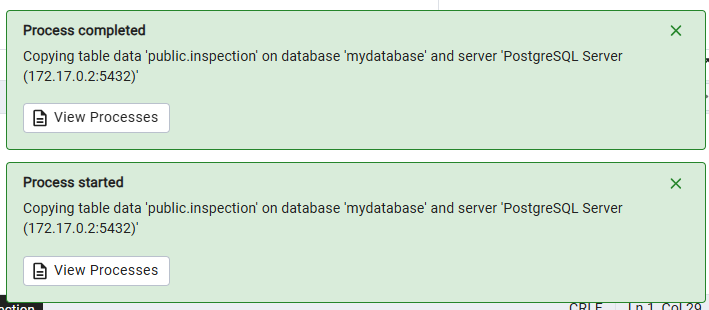 Process completed
Copying table data 'public.inspection' on database 'mydatabase' and server 'PostgreSQL Server
(172.17.0.2:5432)'
View Processes
Process started
Copying table data 'public.inspection' on database 'mydatabase' and server 'PostgreSQL Server
(172.17.0.2:5432)'
View Processes
CRLF Ln 1, Col 29